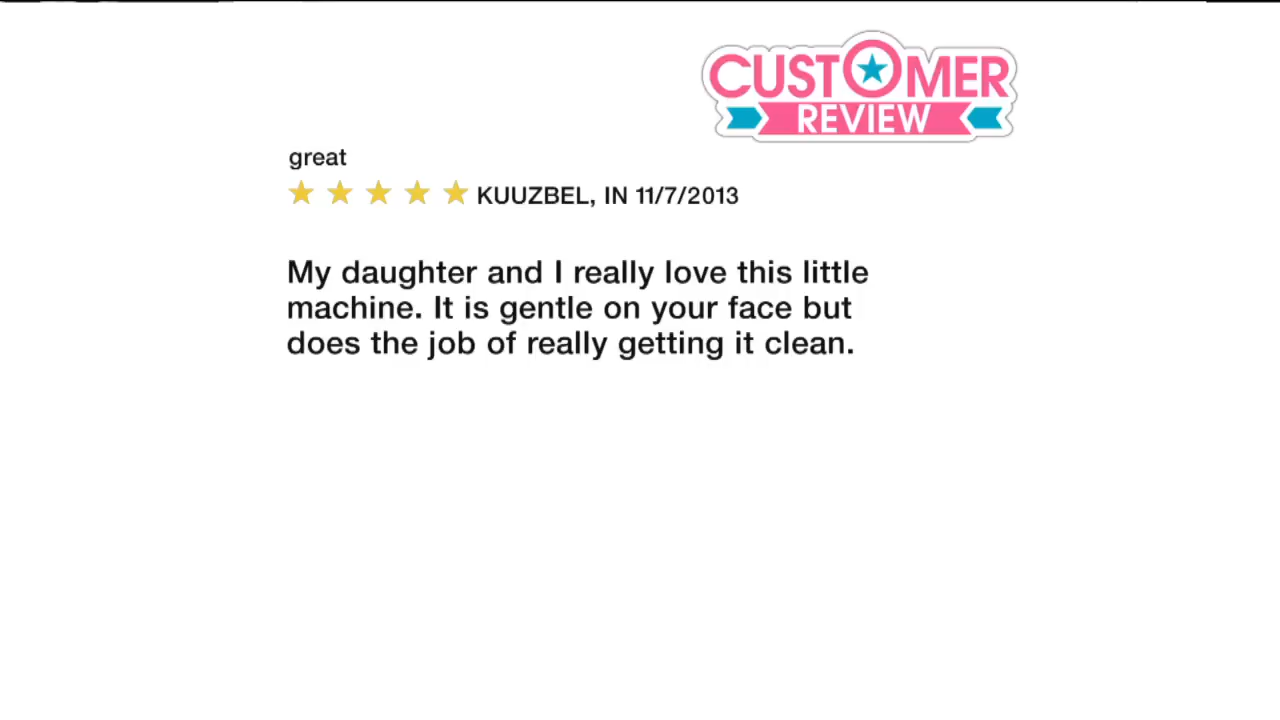 CUSTOMER
REVIEW
great
KUUZBEL, IN 11/7/2013
My daughter and I really love this little
machine. It is gentle on your face but
does the job of really getting it clean.